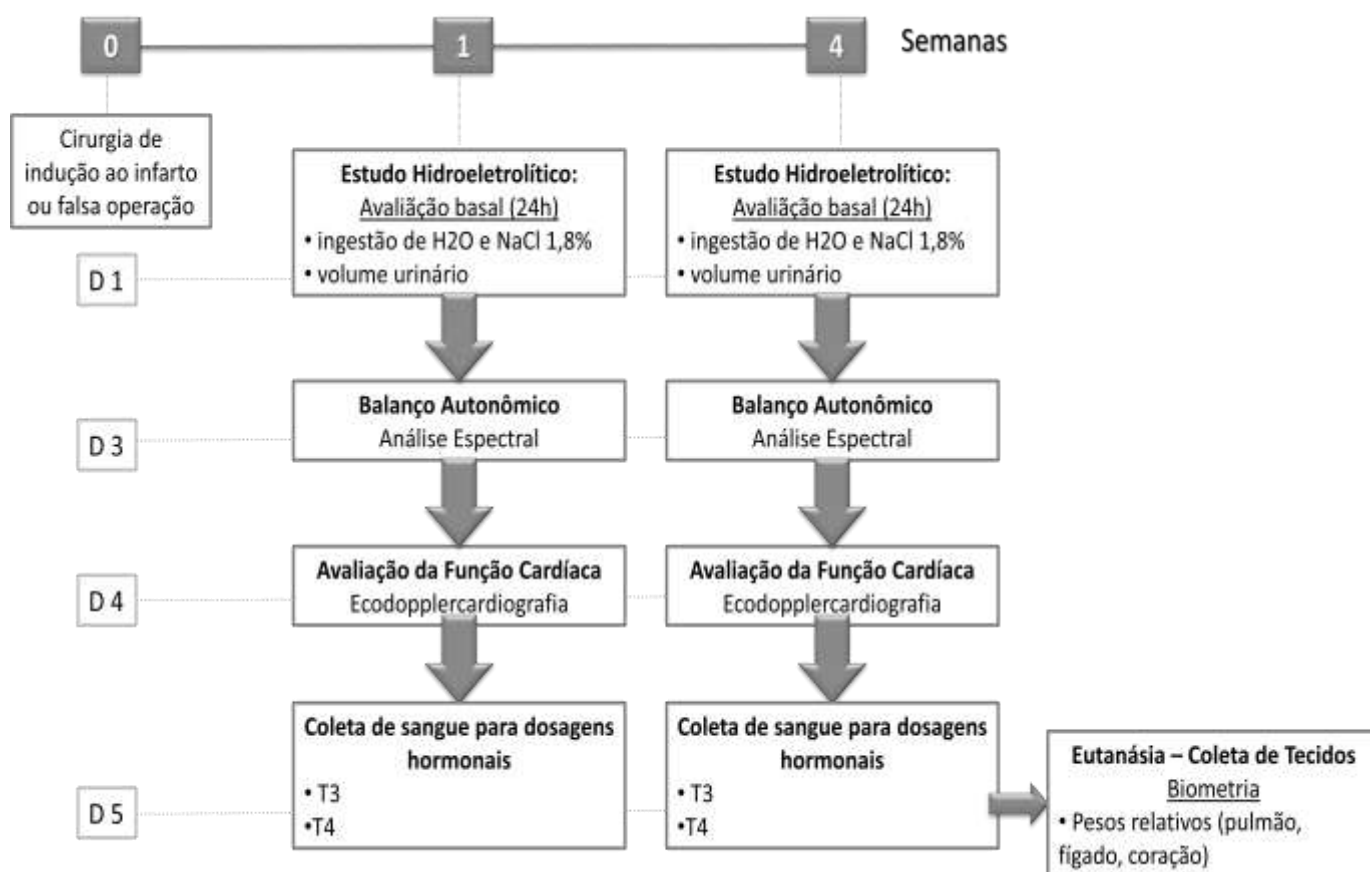 0
1
4
Semanas
Cirurgia de
indução ao infarto
ou falsa operação
D 1
Estudo Hidroeletrolítico:
Avaliãção basal (24h)
• ingestão de H2O e NaCl 1,8%
• volume urinário
Estudo Hidroeletrolítico:
Avaliãção basal (24h)
• ingestão de H2O e NaCl 1,8%
• volume urinário
D 3
Balanço Autonômico
Análise Espectral
Balanço Autonômico
Análise Espectral
D 4
Avaliação da Função Cardíaca
Ecodopplercardiografia
Avaliação da Função Cardíaca
Ecodopplercardiografia
D 5
Coleta de sangue para dosagens
hormonais
• T3
•T4
Coleta de sangue para dosagens
hormonais
• T3
•T4
Eutanásia – Coleta de Tecidos
Biometria
• Pesos relativos (pulmão,
fígado, coração)